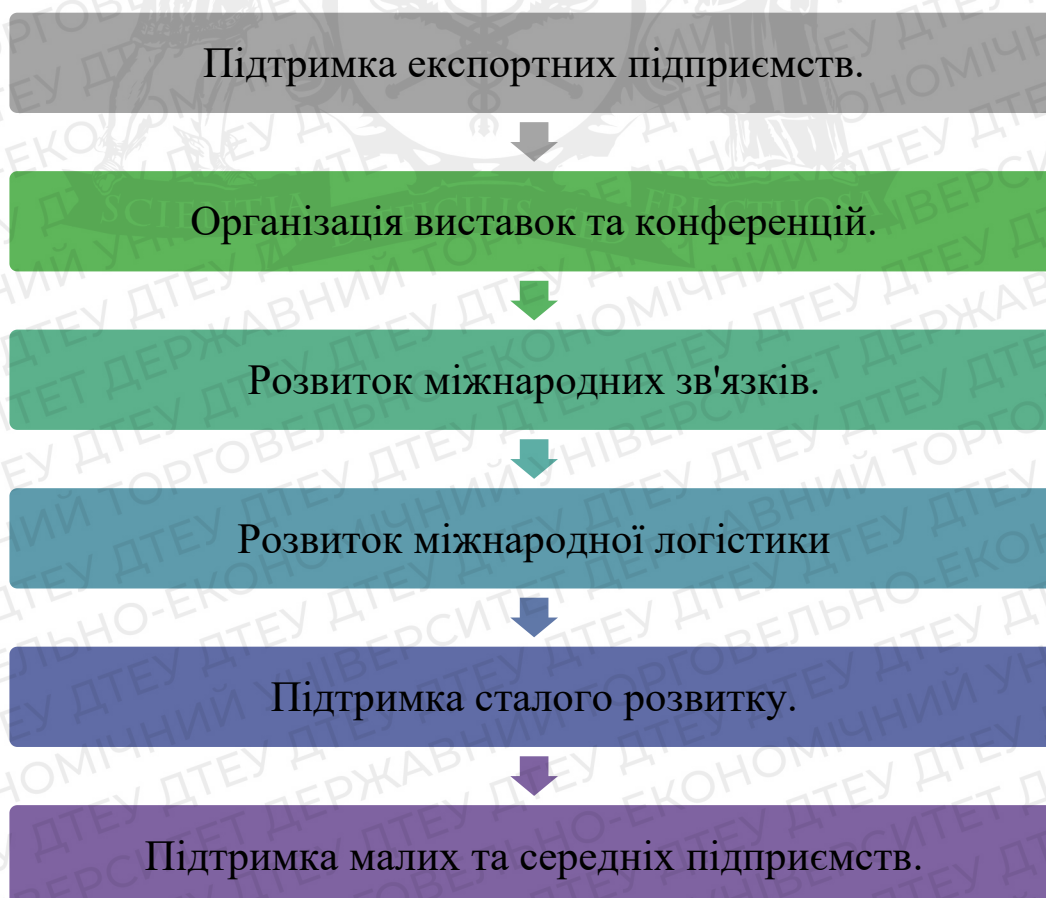 Підтримка експортних підприємств.
Організація виставок та конференцій.
Розвиток міжнародних зв'язків.
Розвиток міжнародної логістики
Підтримка сталого розвитку.
Підтримка малих та середніх підприємств.